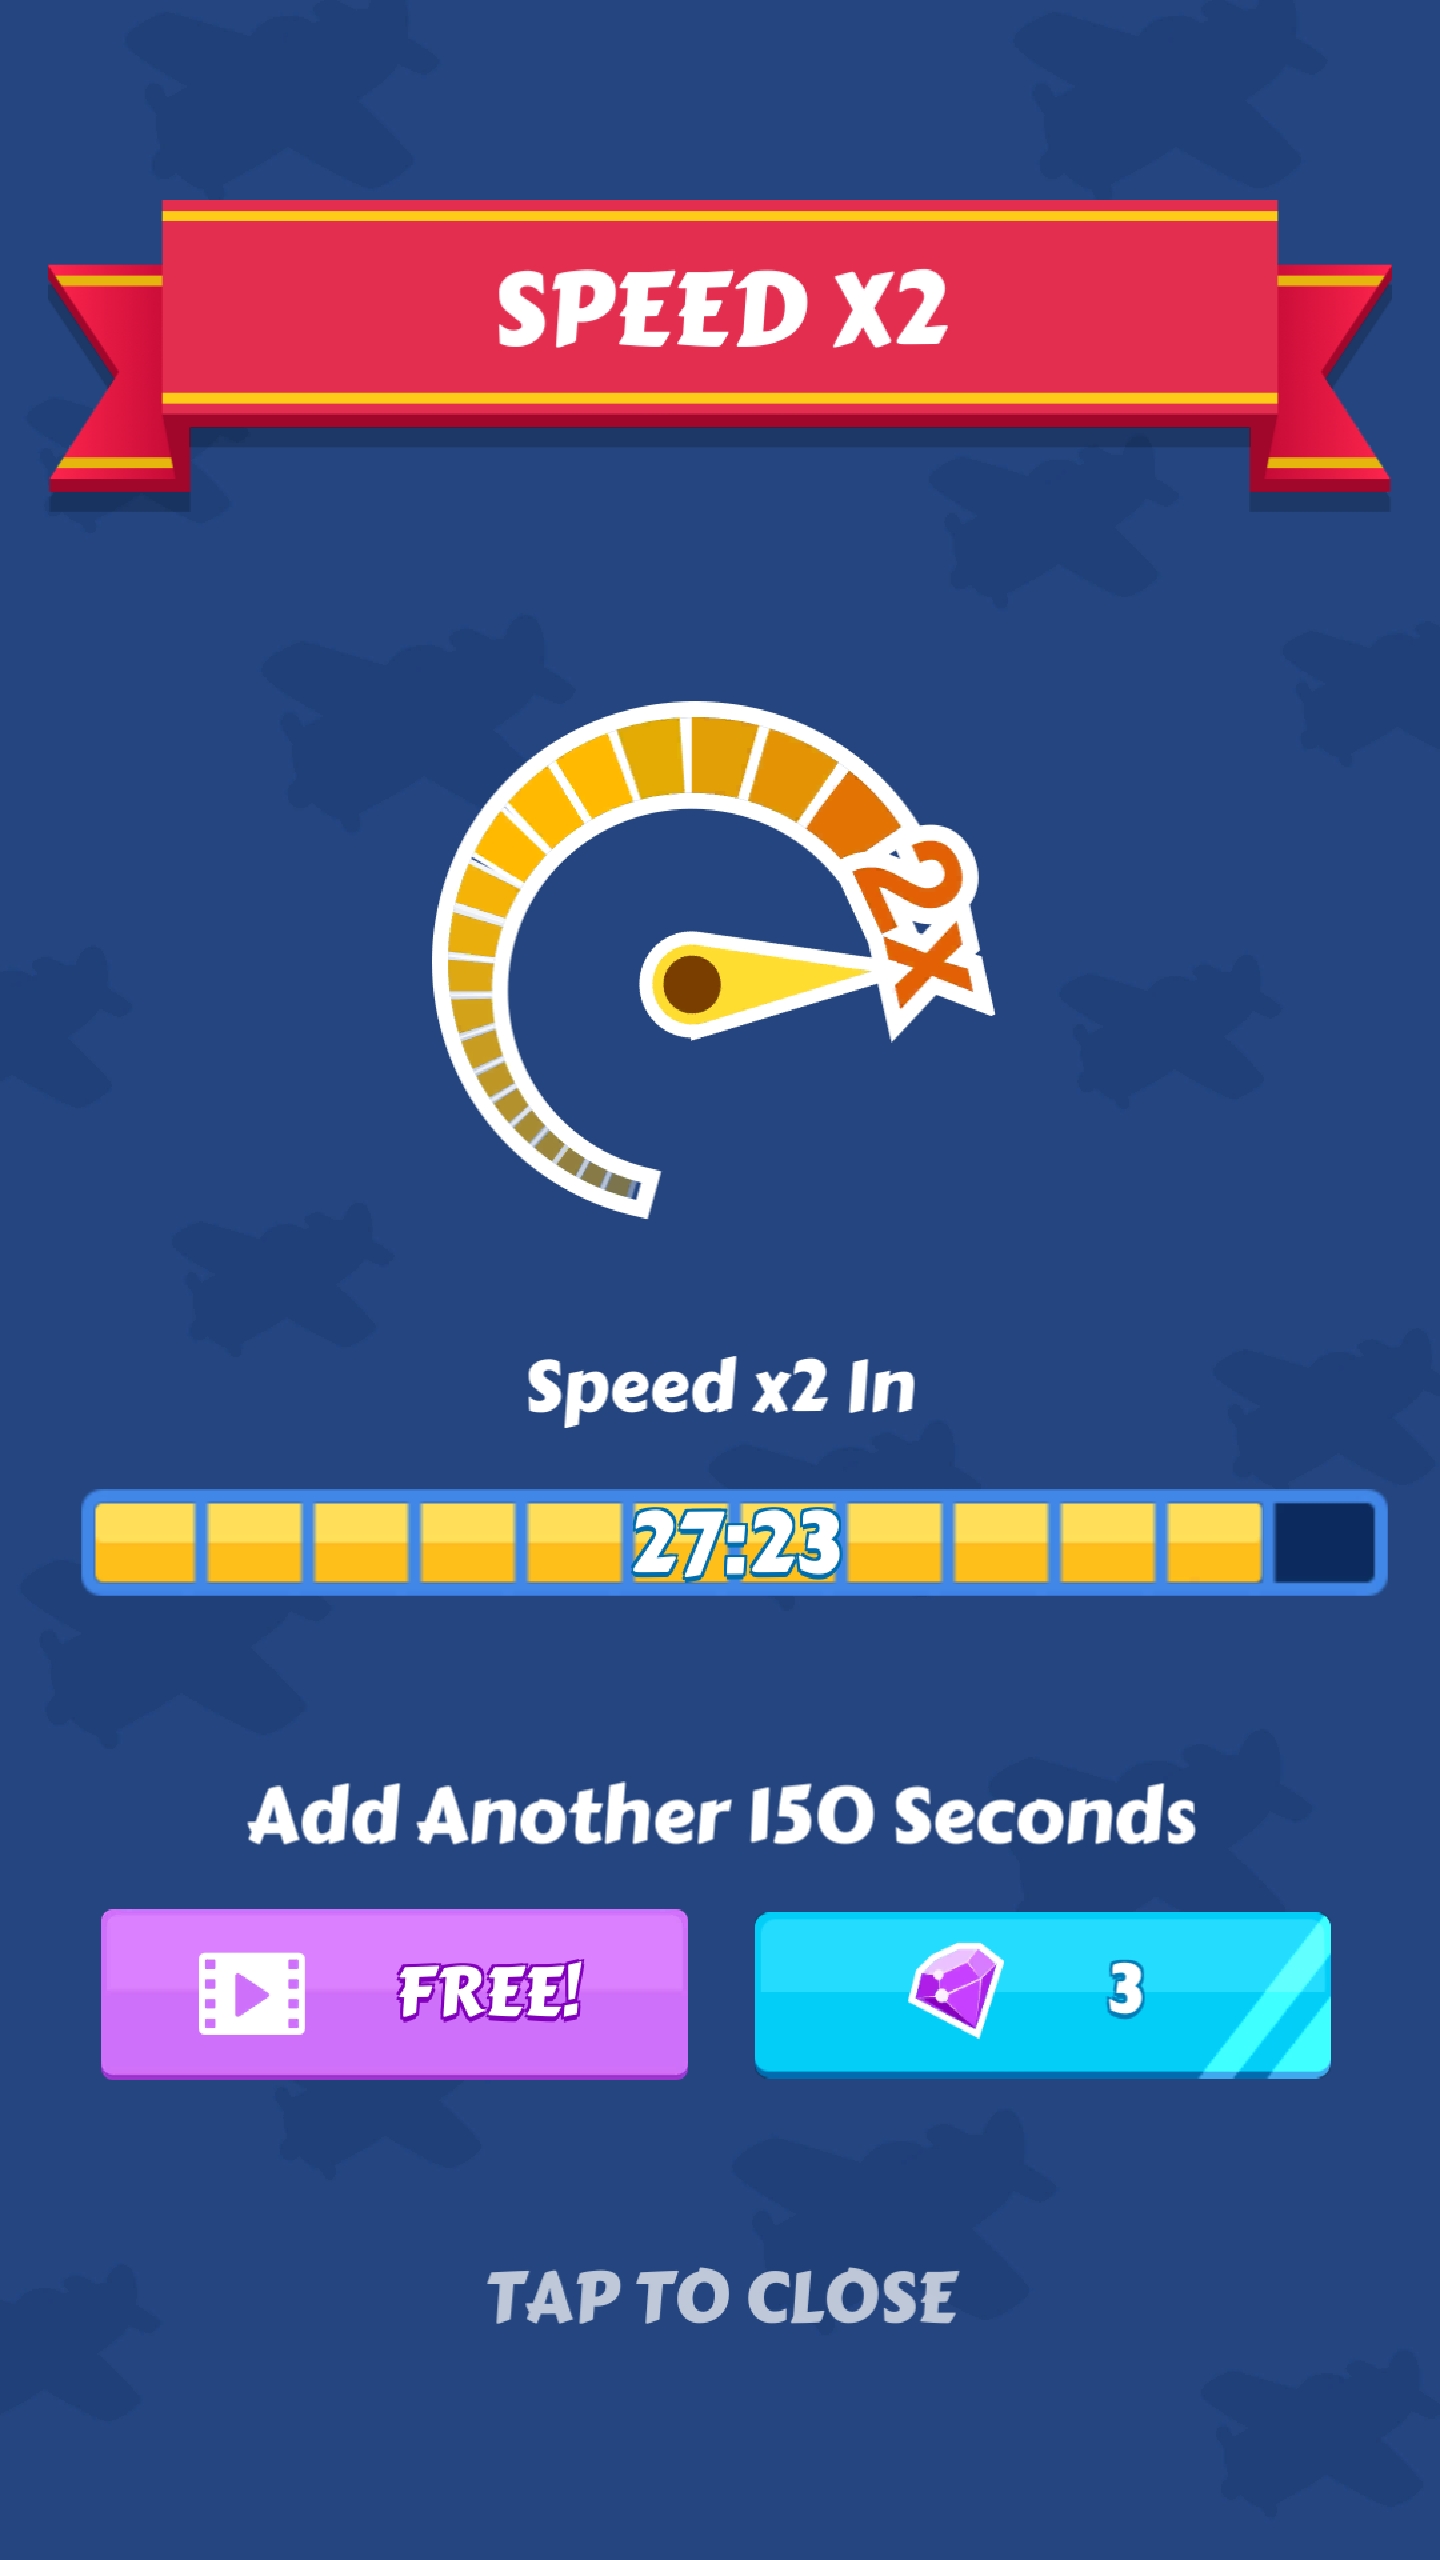 SPEED X2
2x
Speed x2 In
27:23
Add Another 150 Seconds
FREE!
3
TAP TO CLOSE